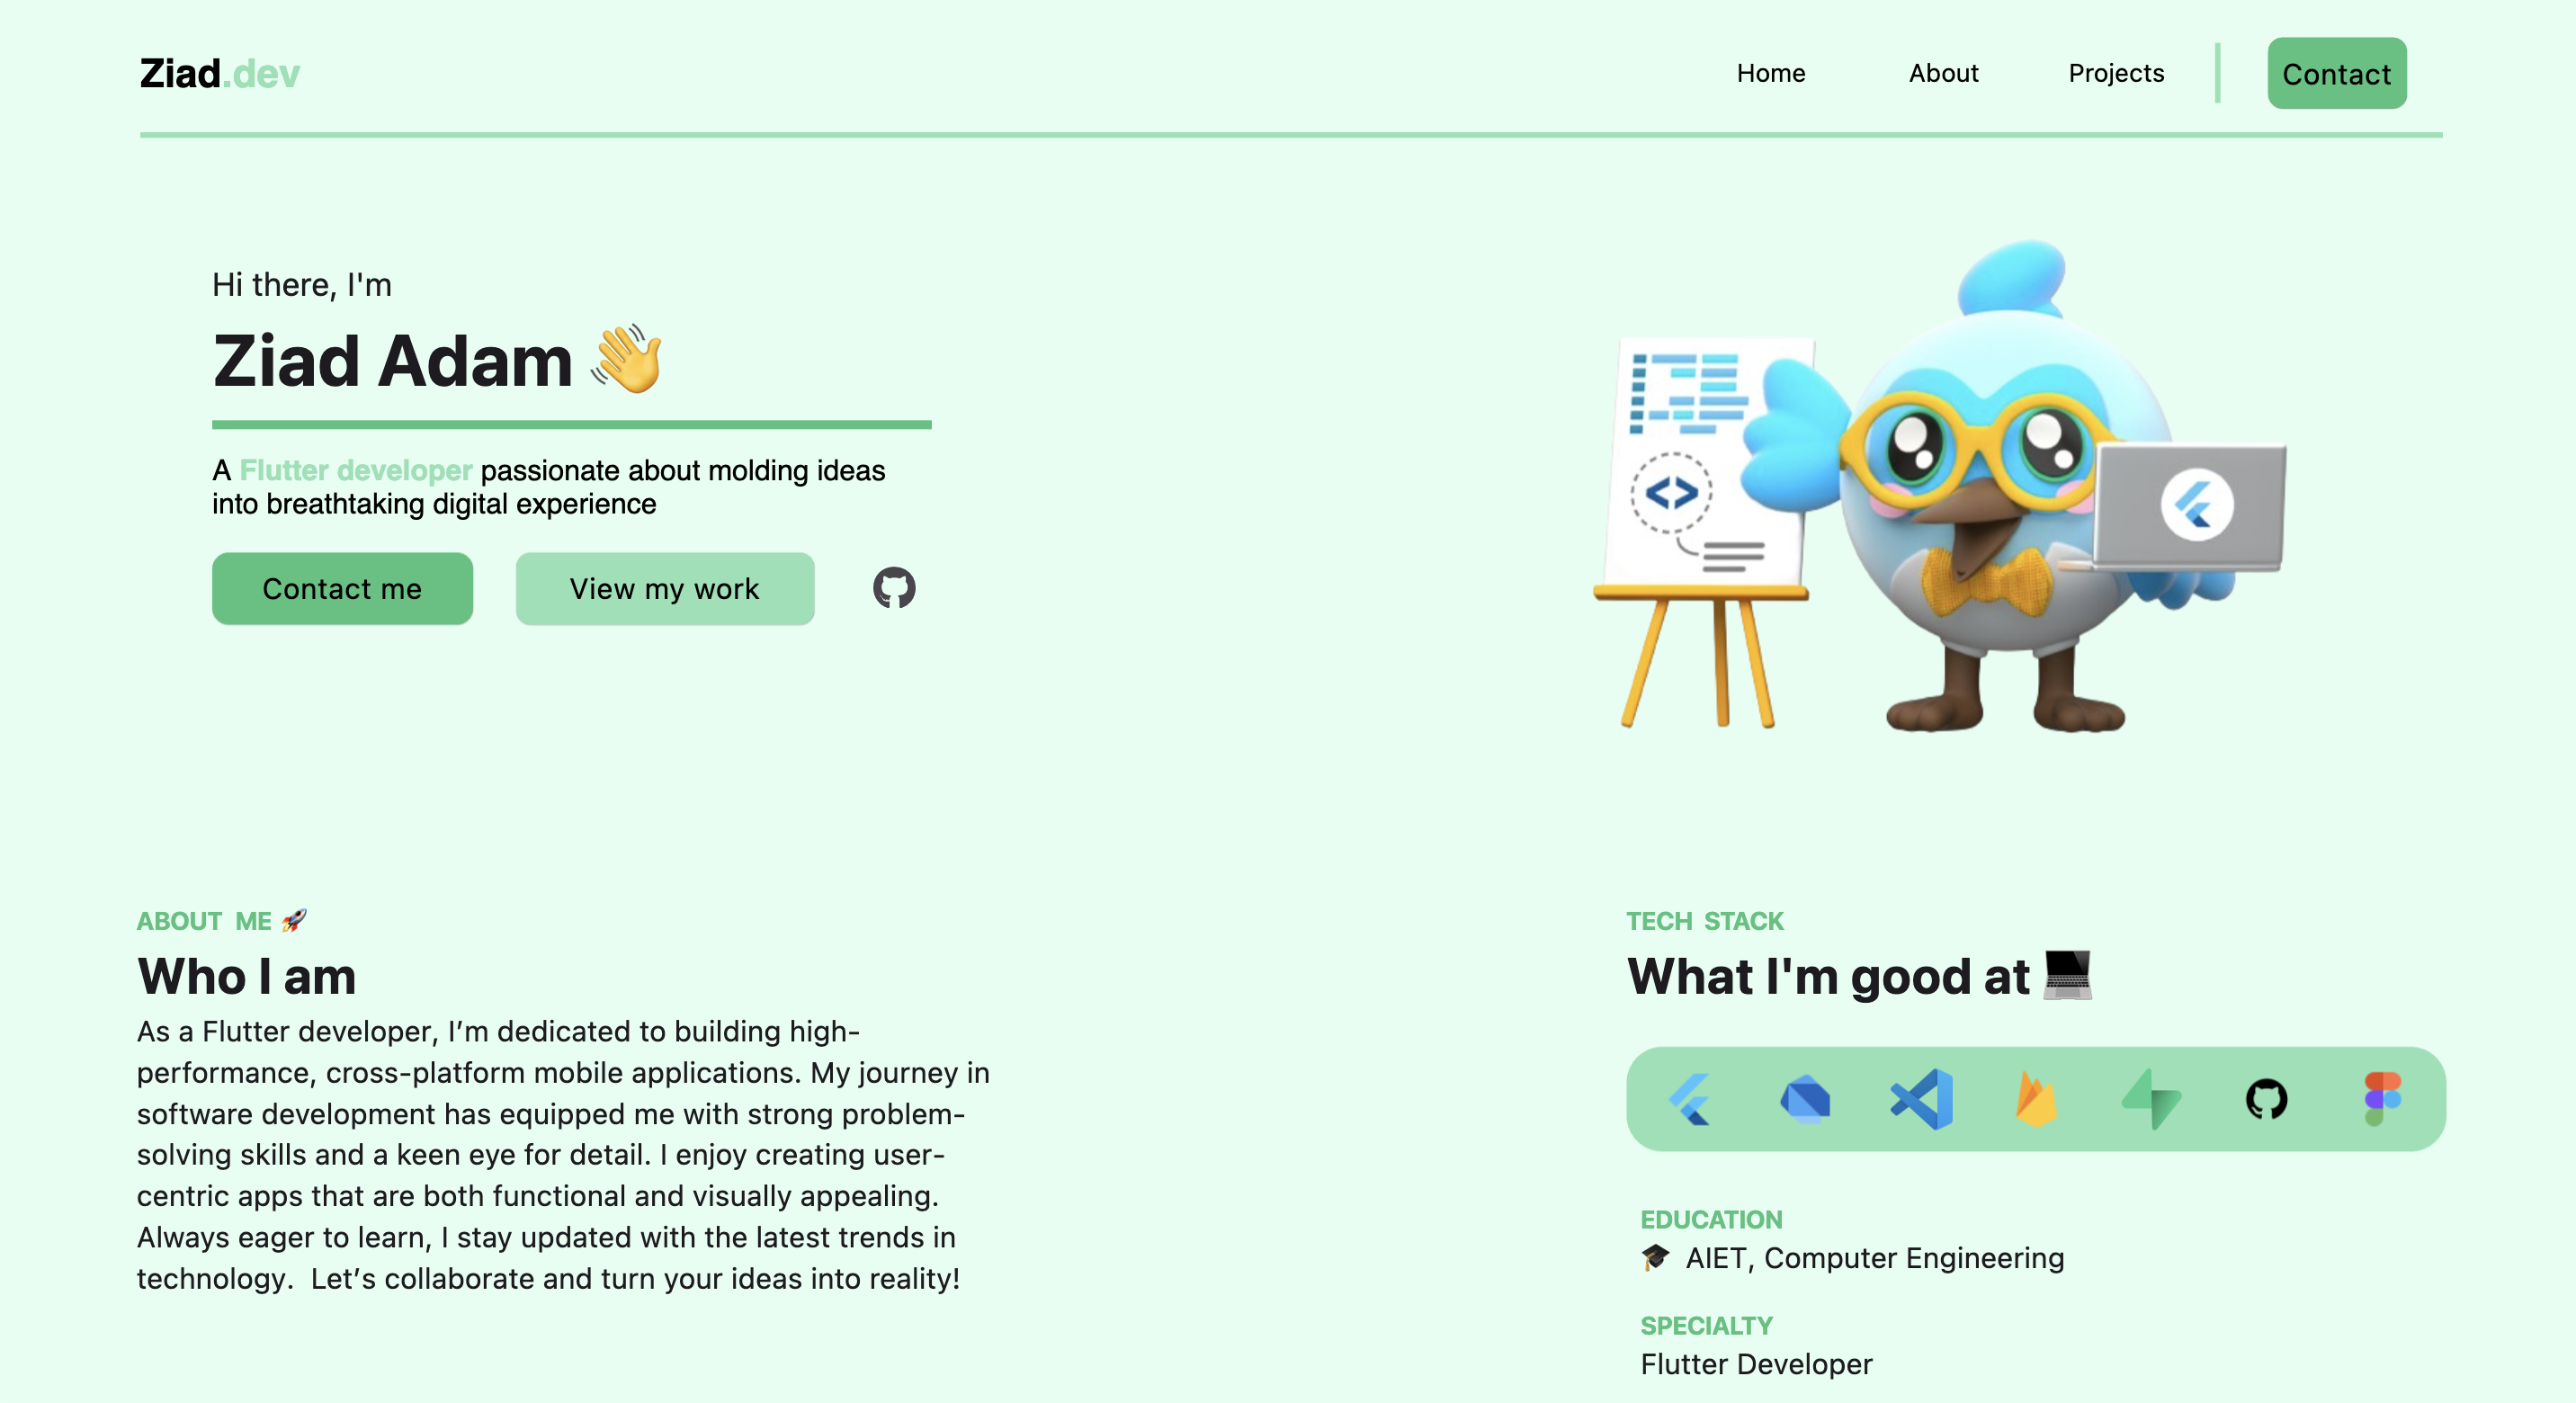 Ziad.dev
Home
About
Projects
Contact
Hi there, I'm
Ziad Adam 👋
A Flutter developer passionate about molding ideas
into breathtaking digital experience
Contact me
View my work
<>
ABOUT ME 🚀
Who I am
As a Flutter developer, I’m dedicated to building high-
performance, cross-platform mobile applications. My journey in
software development has equipped me with strong problem-
solving skills and a keen eye for detail. I enjoy creating user-
centric apps that are both functional and visually appealing.
Always eager to learn, I stay updated with the latest trends in
technology.  Let’s collaborate and turn your ideas into reality!
TECH STACK
What I'm good at 💻
EDUCATION
🎓 AIET, Computer Engineering
SPECIALTY
Flutter Developer